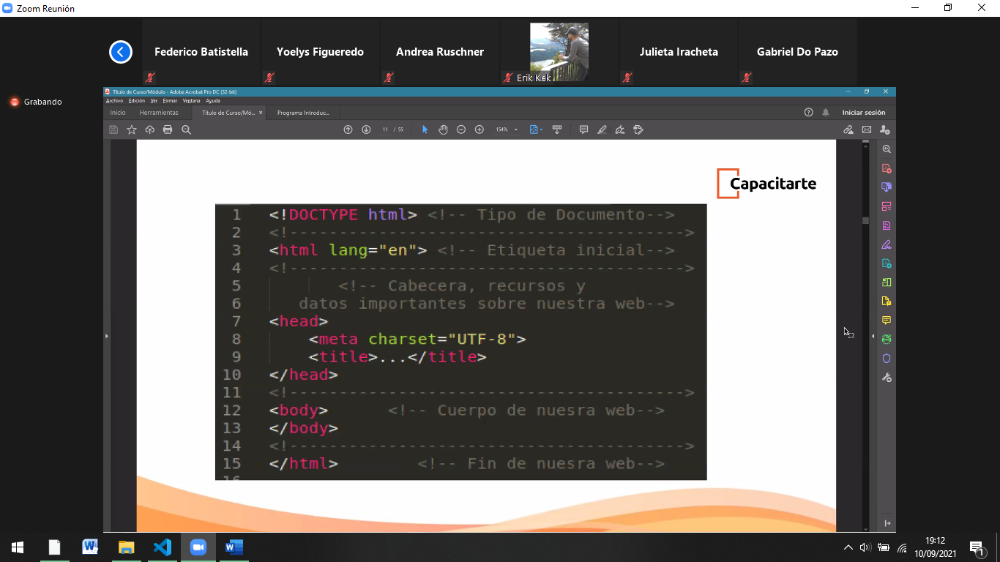 Zoom Reunión
Federico Batistella
Yoelys Figueredo
Andrea Ruschner
Erik Kek
Julieta Iracheta
Gabriel Do Pazo
Grabando
Título de Curso/Módulo - Adobe Acrobat Pro DC (32-bit)
Archivo Edición Ver Firmar Ventana Ayuda
Inicio Herramientas Título de Curso/Mó... × Programa Introduc... Iniciar sesión
11 / 55 154%
Capacitarte
1 <!DOCTYPE html> <!-- Tipo de Documento-->
2 <!---------------------------------------->
3 <html lang="en"> <!-- Etiqueta inicial-->
4 <!---------------------------------------->
5 <!-- Cabecera, recursos y
6 datos importantes sobre nuestra web-->
7 <head>
8 <meta charset="UTF-8">
9 <title>...</title>
10 </head>
11 <!---------------------------------------->
12 <body> <!-- Cuerpo de nuesra web-->
13 </body>
14 <!---------------------------------------->
15 </html> <!-- Fin de nuesra web-->
16
19:12
10/09/2021
1